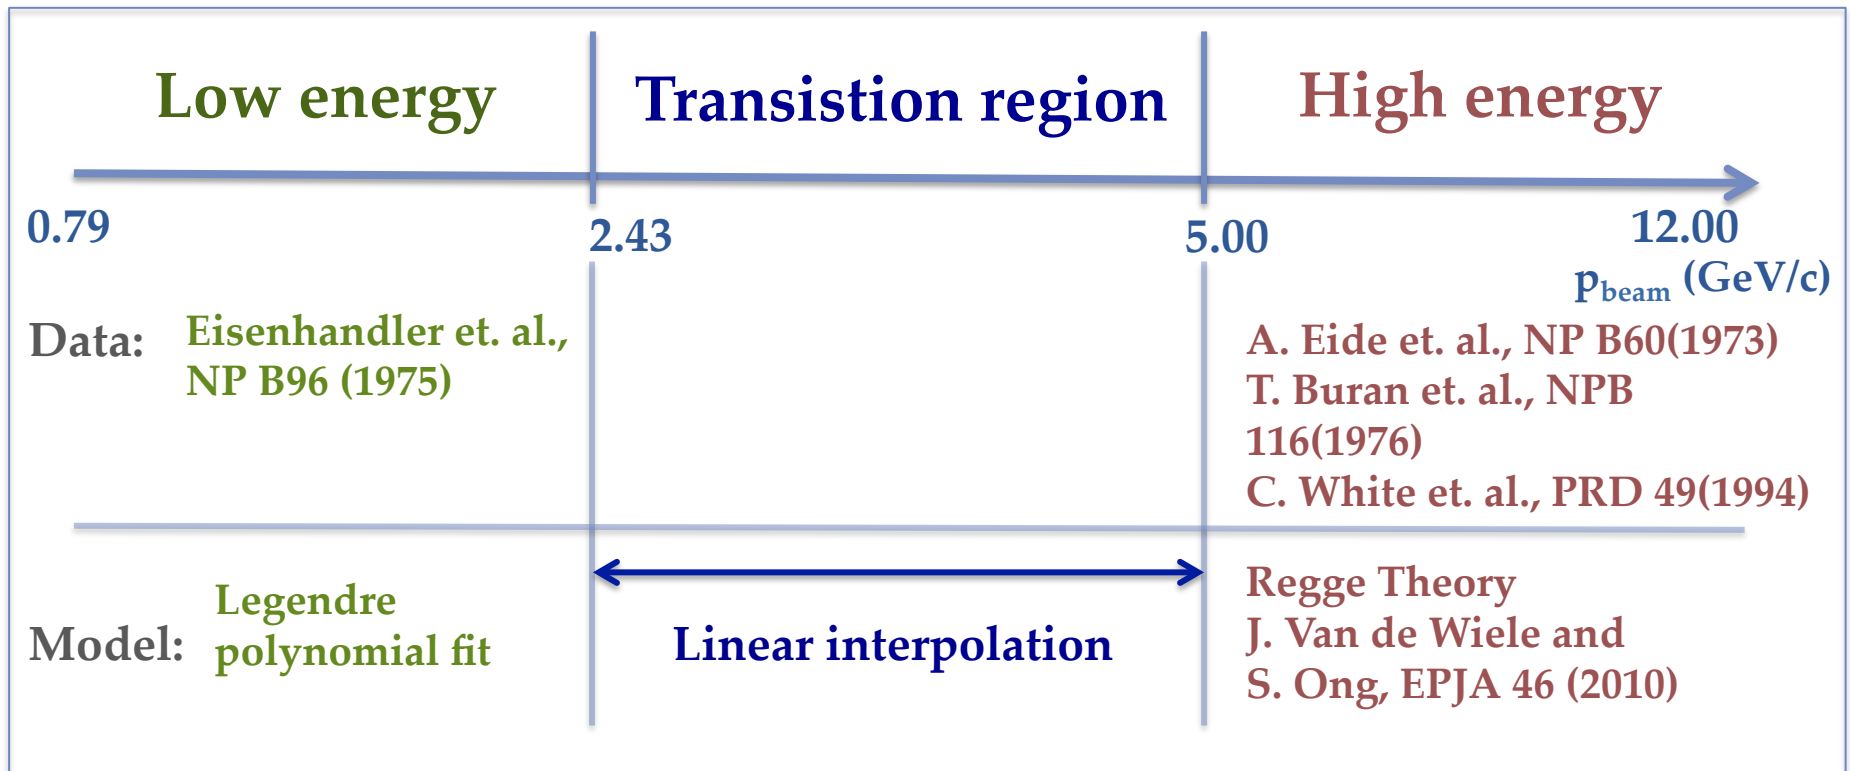 Low energy
Transistion region
High energy
0.79
2.43
5.00
12.00
p_beam (GeV/c)
Data:
Eisenhandler et. al.,
NP B96 (1975)
A. Eide et. al., NP B60(1973)
T. Buran et. al., NPB
116(1976)
C. White et. al., PRD 49(1994)
Model:
Legendre
polynomial fit
Linear interpolation
Regge Theory
J. Van de Wiele and
S. Ong, EPJA 46 (2010)